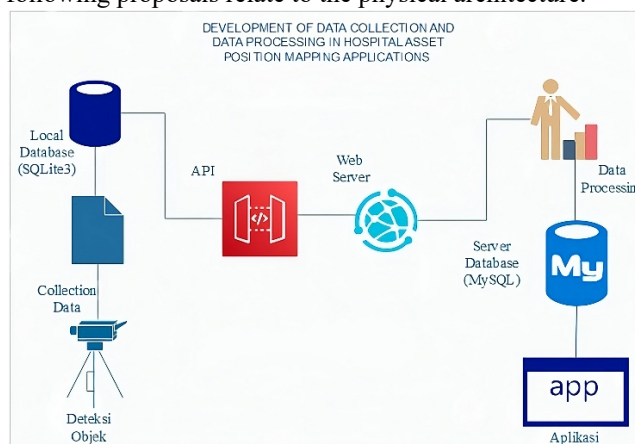 following proposals relate to the physical architecture.
DEVELOPMENT OF DATA COLLECTION AND
DATA PROCESSING IN HOSPITAL ASSET
POSITION MAPPING APPLICATIONS
Local
Database
(SQLite3)
API
Web
Server
Data
Processin
Collection
Data
Server
Database
(MySQL)
My
app
Deteksi
Objek
Aplikasi